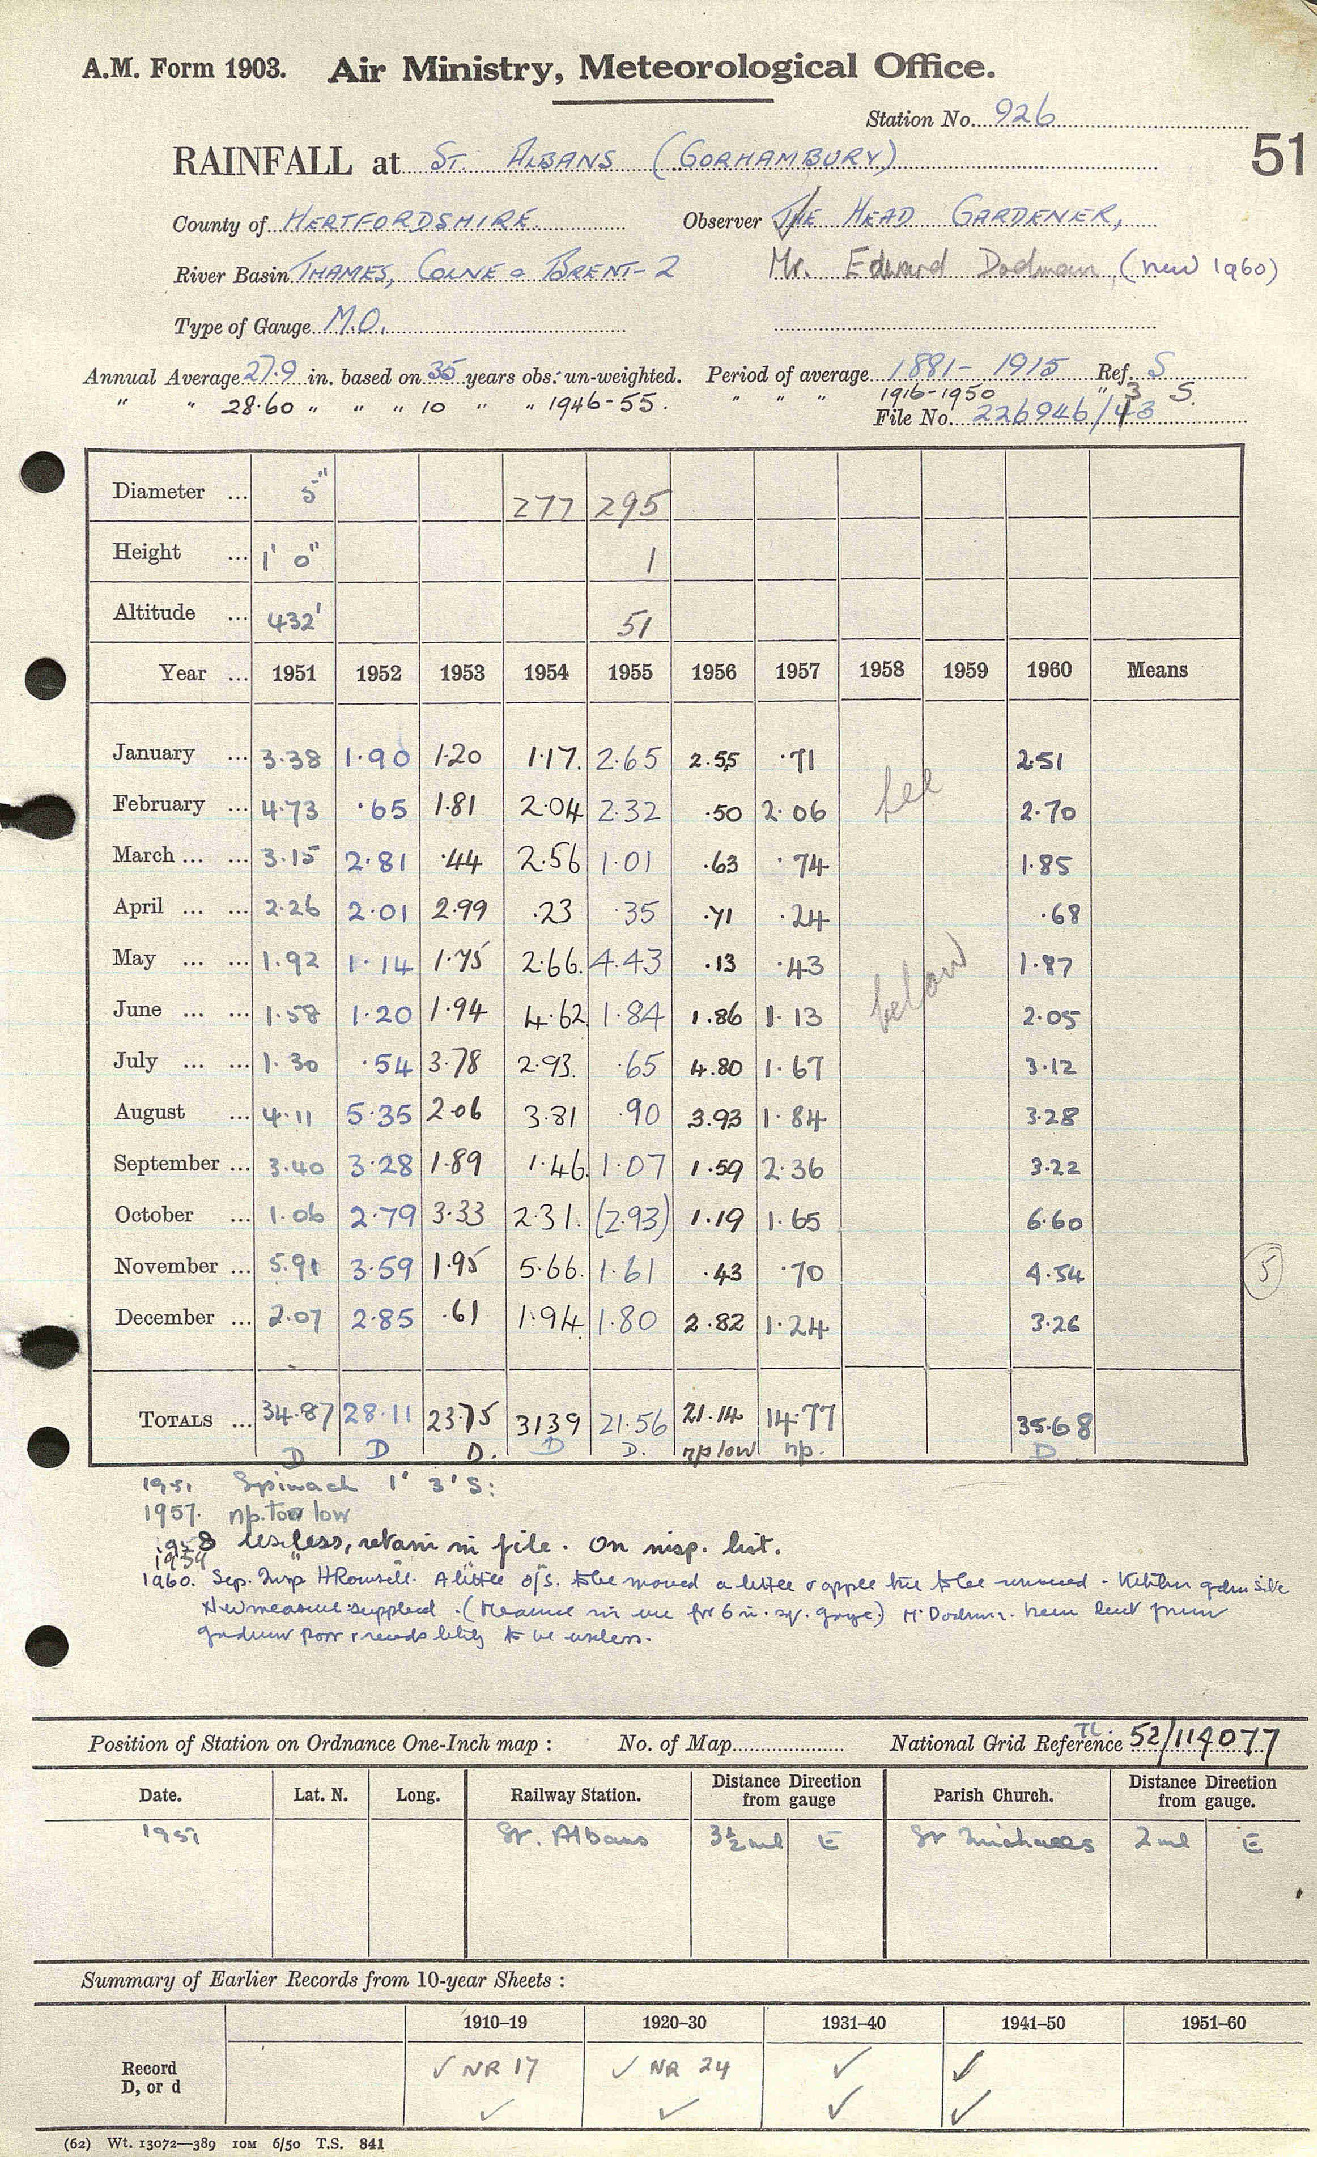 A.M. Form 1903. Air Ministry, Meteorological Office.
Station No. 926
51
RAINFALL at ST. ALBANS (GORHAMBURY)
County of HERTFORDSHIRE. Observer THE HEAD GARDENER,
River Basin THAMES, COLNE & BRENT-2 Mr. Edward Dodman (new 1960)
Type of Gauge M.O.
Annual Average 27.9 in. based on 35 years obs. un-weighted. Period of average 1881-1915 Ref. S
" " 28.60 " " " 10 " " 1946-55. " " " 1916-1950 " S.
File No. 226946/43
Diameter ... 5" 277 295
Height ... 1' 0" 1
Altitude ... 432' 51
Year ... 1951 1952 1953 1954 1955 1956 1957 1958 1959 1960 Means
January ... 3.38 1.90 1.20 1.17. 2.65 2.55 .71 see 2.51
February ... 4.73 .65 1.81 2.04 2.32 .50 2.06 2.70
March ... ... 3.15 2.81 .44 2.56 1.01 .63 .74 1.85
April ... ... 2.26 2.01 2.99 .23 .35 .71 .24 .68
May ... ... 1.92 1.14 1.75 2.66. 4.43 .13 .43 below 1.87
June ... ... 1.58 1.20 1.94 4.62 1.84 1.86 1.13 2.05
July ... ... 1.30 .54 3.78 2.93. .65 4.80 1.67 3.12
August ... 4.11 5.35 2.06 3.81 .90 3.93 1.84 3.28
September ... 3.40 3.28 1.89 1.46. 1.07 1.59 2.36 3.22
October ... 1.06 2.79 3.33 2.31. (2.93) 1.19 1.65 6.60
November ... 5.91 3.59 1.95 5.66. 1.61 .43 .70 4.54 5
December ... 2.07 2.85 .61 1.94. 1.80 2.82 1.24 3.26
TOTALS ... 34.87 28.11 23.75 31.39 21.56 21.14 14.77 35.68
D D D. D D. np low np. D
1951 Spinach 1' 3' S:
1957. np. too low
1958 useless, retain in file. On insp. list.
1959 "
1960. Sep. Insp H Rowsell. A little o/s. to be moved a little & apple tree to be removed - Kitchen gdn site
New measure supplied. (Measure in use for 6 in. sq. gauge) Mr Dodman. been
poor & to be useless.
Position of Station on Ordnance One-Inch map : No. of Map National Grid Reference TL. 52/114077
Date. Lat. N. Long. Railway Station. Distance Direction from gauge Parish Church. Distance Direction from gauge.
1951 St. Albans 3½ ml E St Michaels 2 ml E
Summary of Earlier Records from 10-year Sheets :
1910–19 1920–30 1931–40 1941–50 1951–60
Record ✓ NR 17 ✓ NR 24 ✓ ✓
D, or d ✓ ✓ ✓ ✓
(62) Wt. 13072—389 10M 6/50 T.S. 841